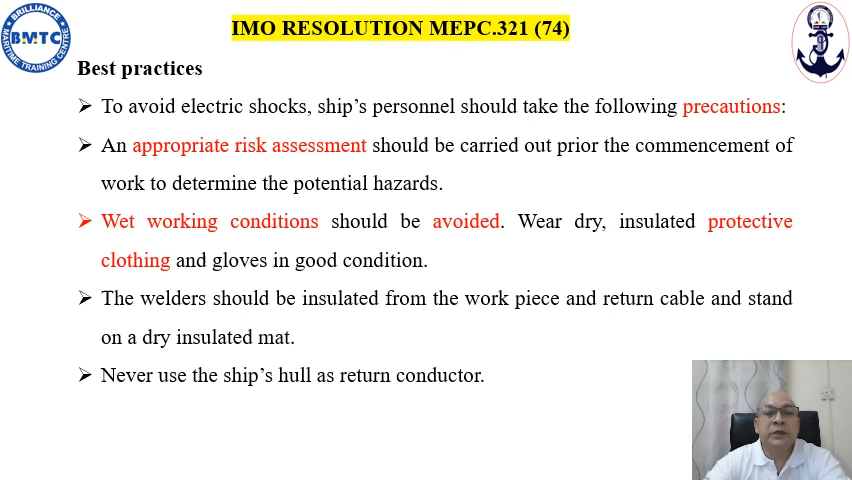 IMO RESOLUTION MEPC.321 (74)
BRILLIANCE
BMTC
MARITIME TRAINING CENTRE
Best practices
➢ To avoid electric shocks, ship’s personnel should take the following precautions:
➢ An appropriate risk assessment should be carried out prior the commencement of
work to determine the potential hazards.
➢ Wet working conditions should be avoided. Wear dry, insulated protective
clothing and gloves in good condition.
➢ The welders should be insulated from the work piece and return cable and stand
on a dry insulated mat.
➢ Never use the ship’s hull as return conductor.